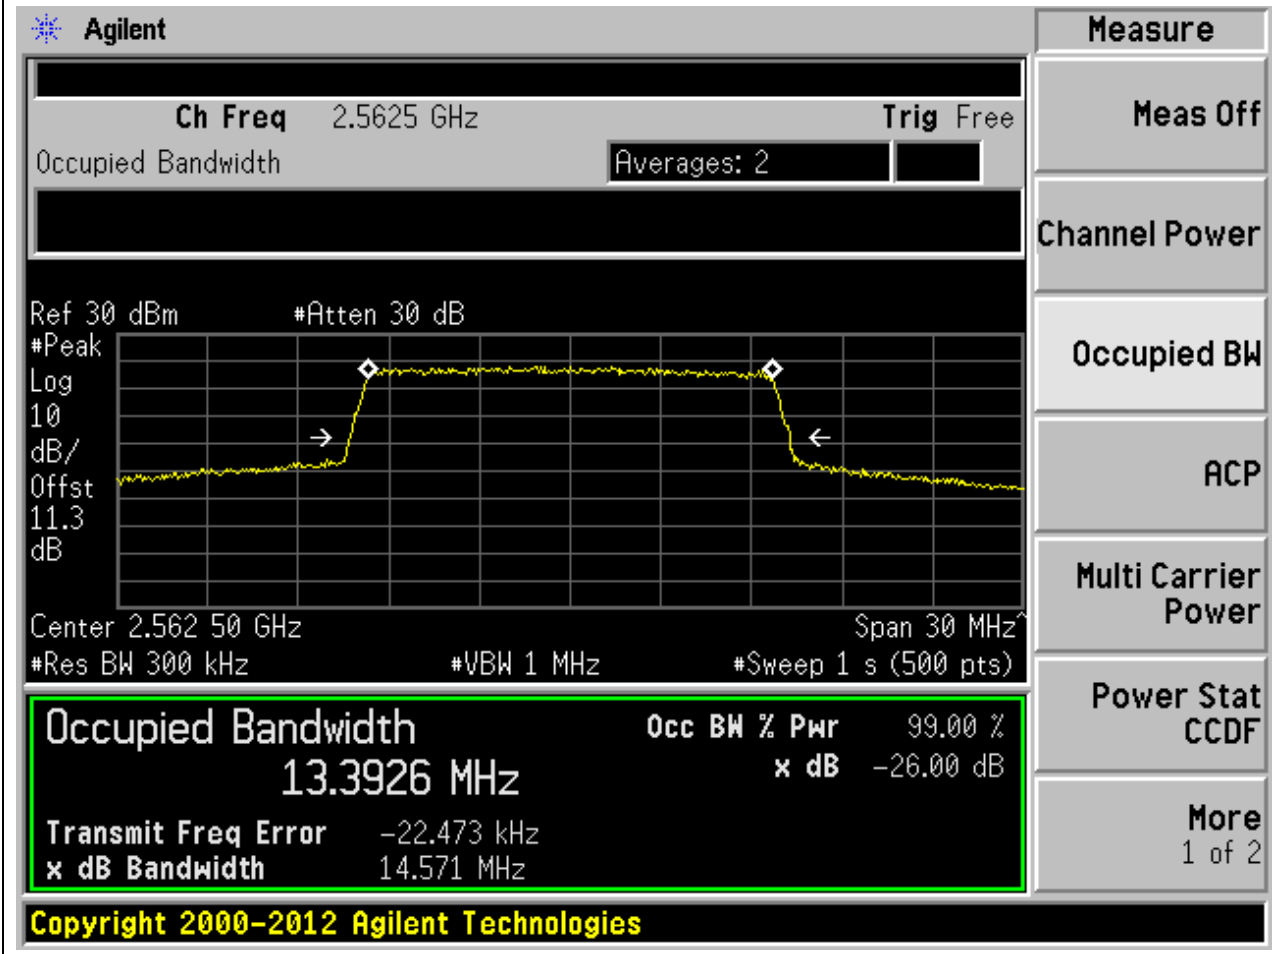 Agilent
Measure
Ch Freq 2.5625 GHz Trig Free
Meas Off
Occupied Bandwidth Averages: 2
Channel Power
Ref 30 dBm #Atten 30 dB
#Peak
Log
10
dB/
Offst
11.3
dB
Occupied BW
ACP
Center 2.562 50 GHz Span 30 MHz^
#Res BW 300 kHz #VBW 1 MHz #Sweep 1 s (500 pts)
Multi Carrier
Power
Occupied Bandwidth Occ BW % Pwr 99.00 %
13.3926 MHz x dB -26.00 dB
Transmit Freq Error -22.473 kHz
x dB Bandwidth 14.571 MHz
Power Stat
CCDF
More
1 of 2
Copyright 2000-2012 Agilent Technologies